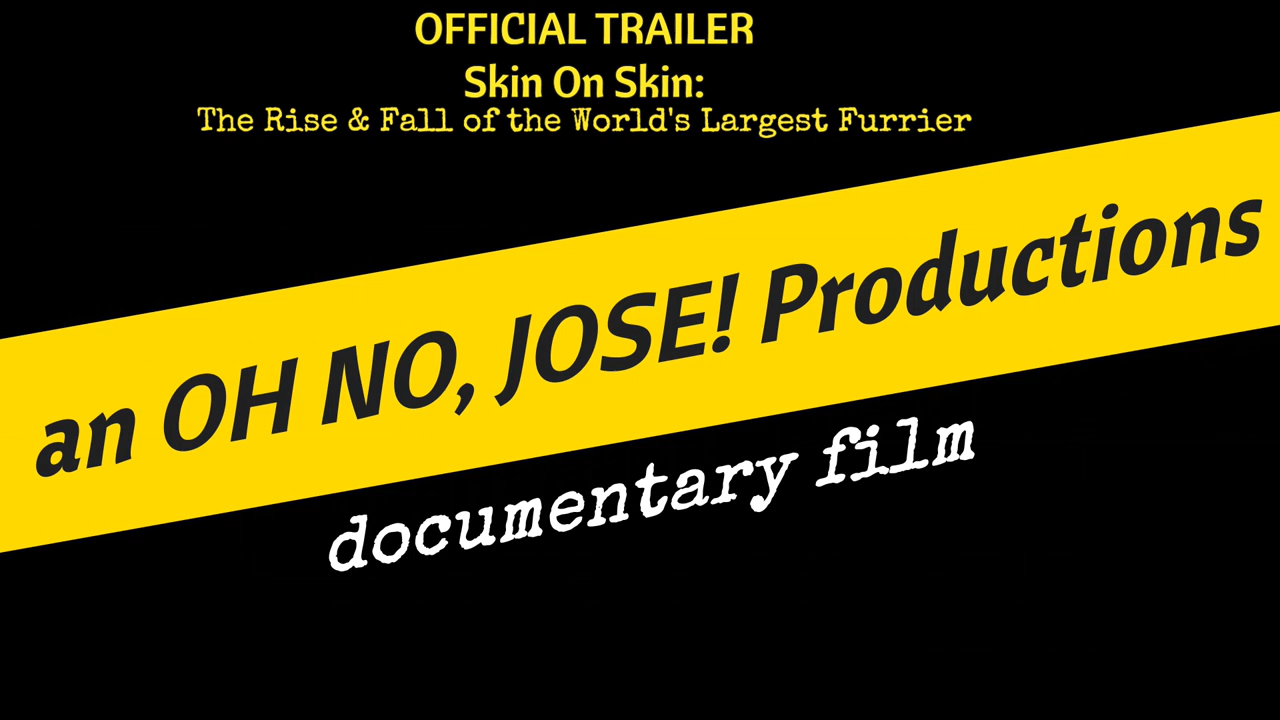 OFFICIAL TRAILER
Skin On Skin:
The Rise & Fall of the World's Largest Furrier
an OH NO, JOSE! Productions
documentary film